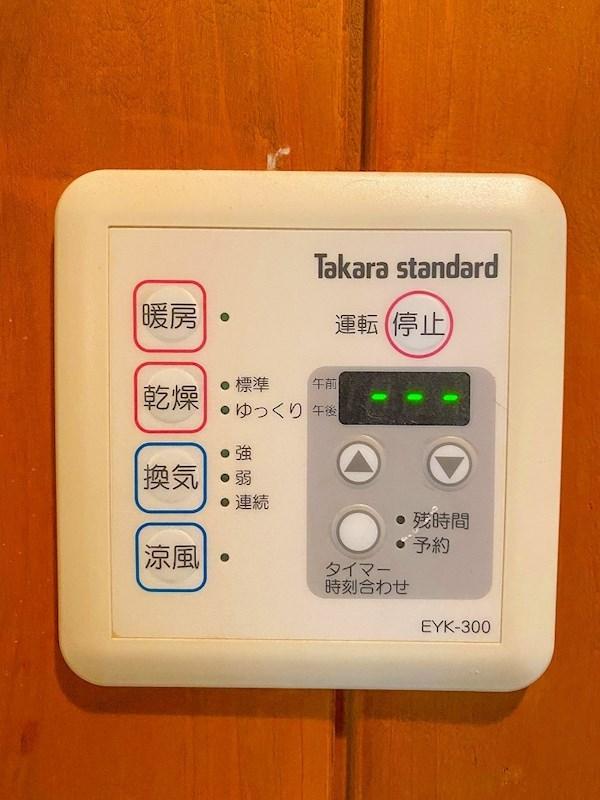 Takara standard
暖房
運転 停止
乾燥
標準
ゆっくり
午前
午後
---
換気
強
弱
連続
▲ ▼
涼風
残時間
予約
タイマー
時刻合わせ
EYK-300